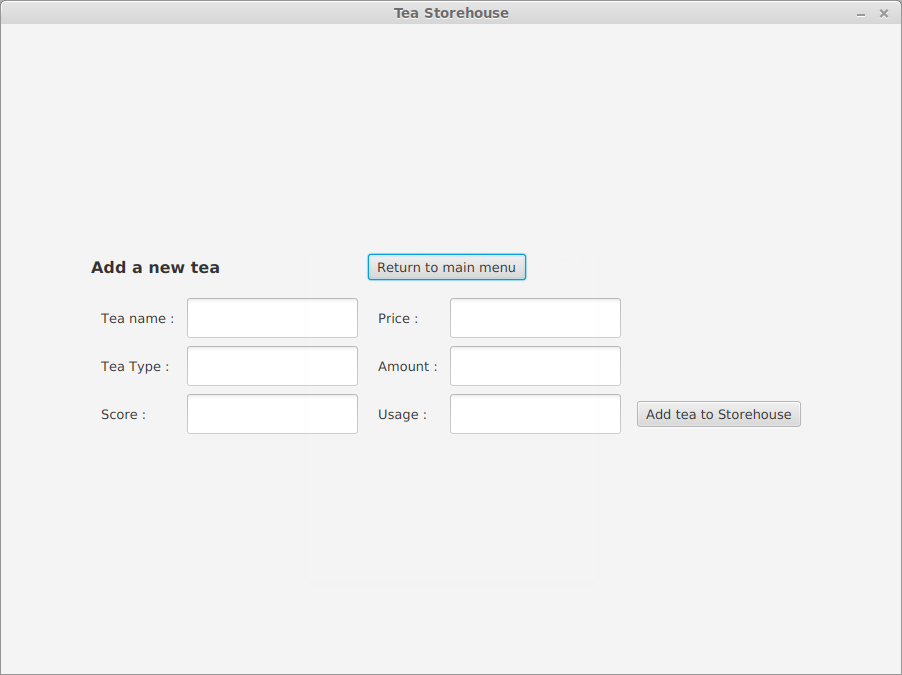 Tea Storehouse
Add a new tea
Return to main menu
Tea name :
Price :
Tea Type :
Amount :
Score :
Usage :
Add tea to Storehouse